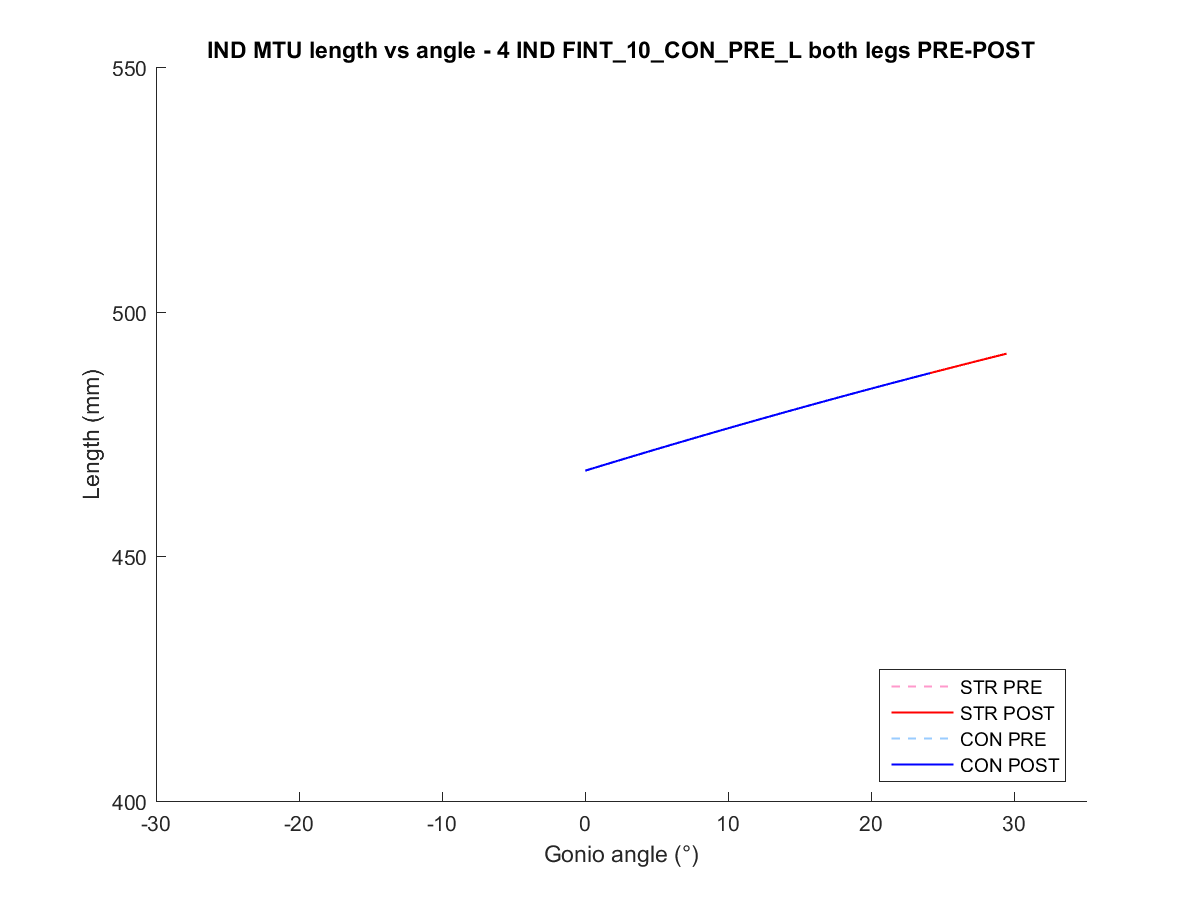 IND MTU length vs angle - 4 IND FINT_10_CON_PRE_L both legs PRE-POST
550
500
450
400
Length (mm)
-30
-20
-10
0
10
20
30
Gonio angle (°)
STR PRE
STR POST
CON PRE
CON POST